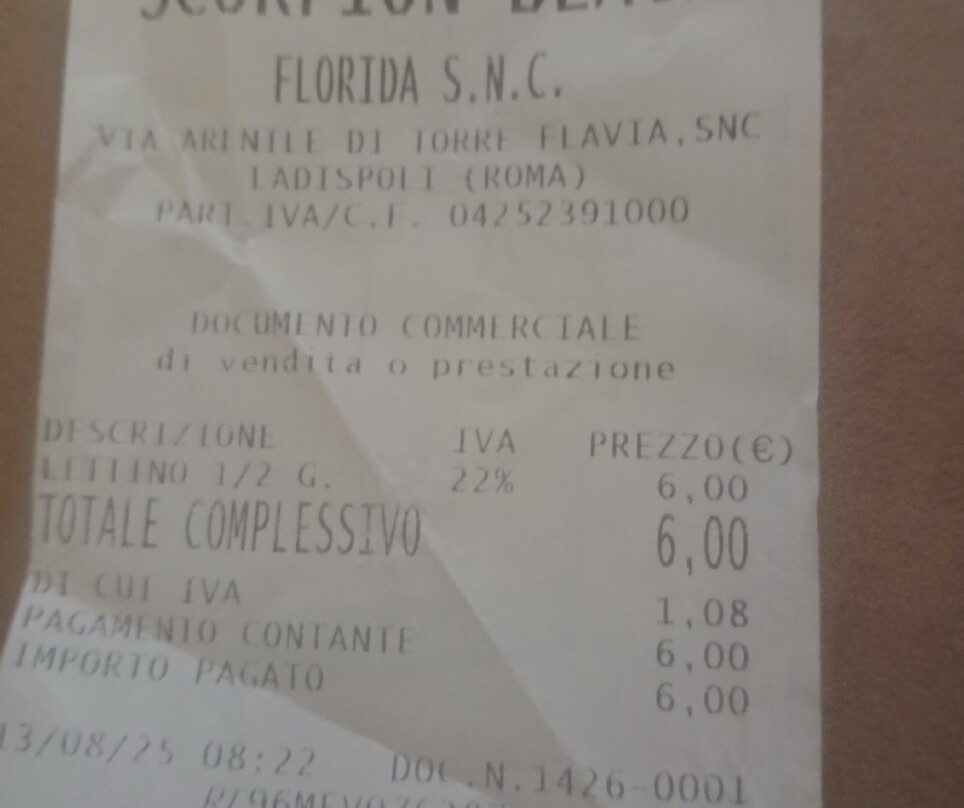 SCORPION
FLORIDA S.N.C.
VIA ARENILE DI TORRE FLAVIA,SNC
LADISPOLI (ROMA)
PART.IVA/C.F. 04252391000
DOCUMENTO COMMERCIALE
di vendita o prestazione
DESCRIZIONE IVA PREZZO(€)
LETTINO 1/2 G. 22% 6,00
TOTALE COMPLESSIVO 6,00
DI CUI IVA 1,08
PAGAMENTO CONTANTE 6,00
IMPORTO PAGATO 6,00
13/08/25 08:22 DOC.N.1426-0001